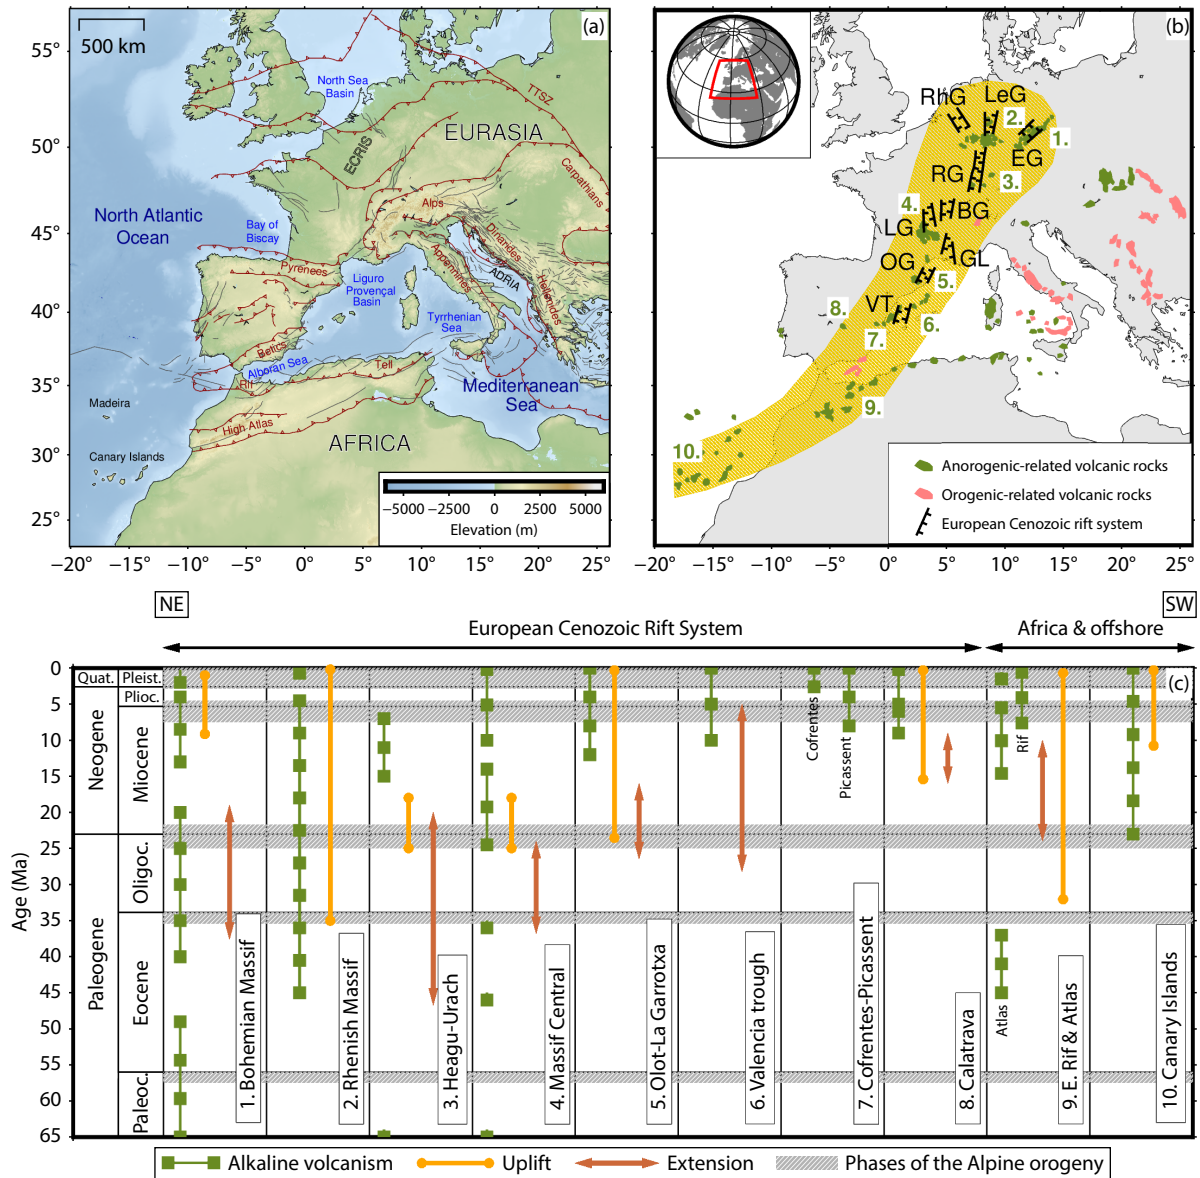 (a)
500 km
55°
50°
45°
40°
35°
30°
25°
North Sea
Basin
TTSZ
EURASIA
ECRIS
Carpathians
Alps
North Atlantic
Ocean
Bay of
Biscay
Dinarides
ADRIA
Apennines
Hellenides
Pyrenees
Liguro
Provençal
Basin
Tyrrhenian
Sea
Betics
Alboran Sea
Rif
Tell
Mediterranean
Sea
Madeira
High Atlas
AFRICA
Canary Islands
−5000 −2500 0 2500 5000
Elevation (m)
−20° −15° −10° −5° 0° 5° 10° 15° 20° 25°
(b)
55°
50°
45°
40°
35°
30°
25°
RhG
LeG
2.
1.
EG
RG
3.
4.
BG
LG
GL
OG
5.
VT
8.
6.
7.
9.
10.
Anorogenic-related volcanic rocks
Orogenic-related volcanic rocks
European Cenozoic rift system
−20° −15° −10° −5° 0° 5° 10° 15° 20° 25°
NE
SW
European Cenozoic Rift System
Africa & offshore
(c)
Age (Ma)
0
5
10
15
20
25
30
35
40
45
50
55
60
65
Quat.
Neogene
Paleogene
Pleist.
Plioc.
Miocene
Oligoc.
Eocene
Paleoc.
Cofrentes
Picassent
Rif
Atlas
1. Bohemian Massif
2. Rhenish Massif
3. Heagu-Urach
4. Massif Central
5. Olot-La Garrotxa
6. Valencia trough
7. Cofrentes-Picassent
8. Calatrava
9. E. Rif & Atlas
10. Canary Islands
Alkaline volcanism
Uplift
Extension
Phases of the Alpine orogeny